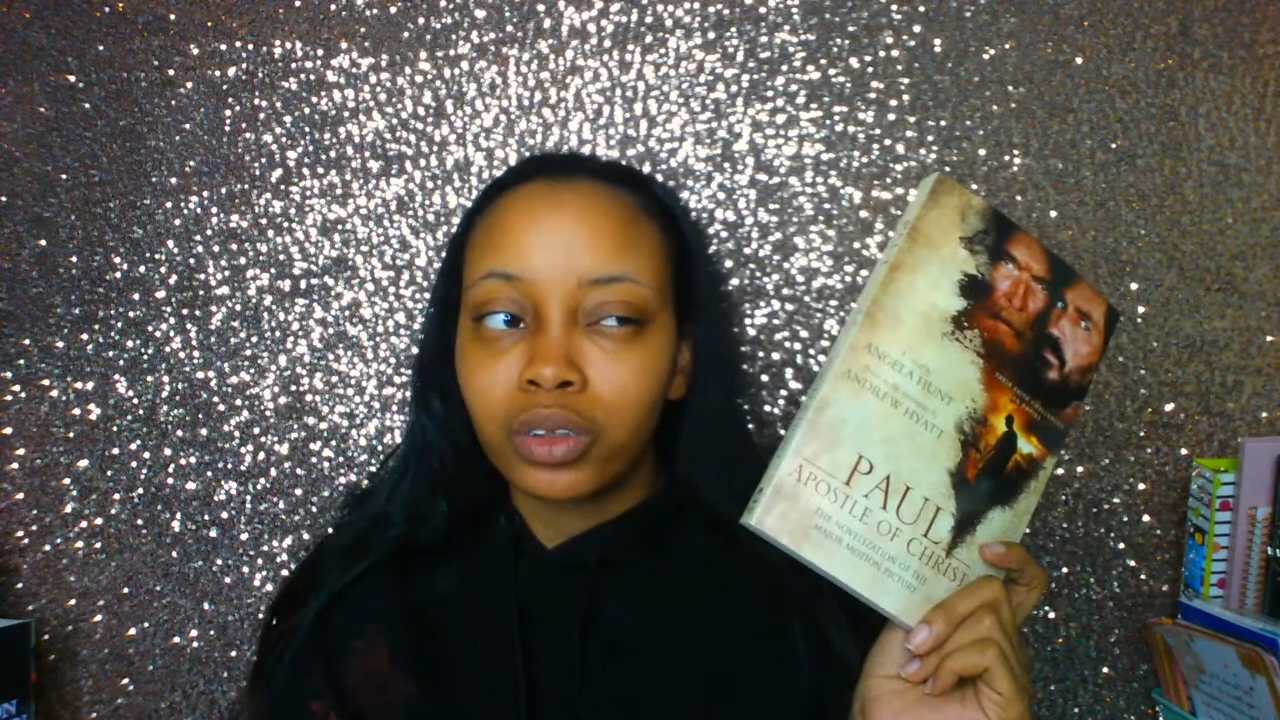 ANGELA HUNT
ANDREW HYATT
PAUL
APOSTLE OF CHRIST
THE NOVELIZATION OF THE
MAJOR MOTION PICTURE